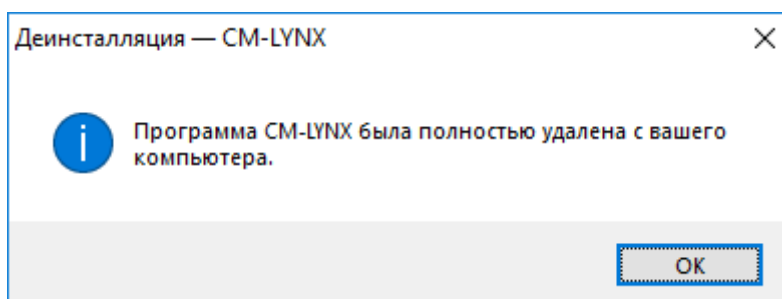 Деинсталляция — CM-LYNX
Программа CM-LYNX была полностью удалена с вашего
компьютера.
OK